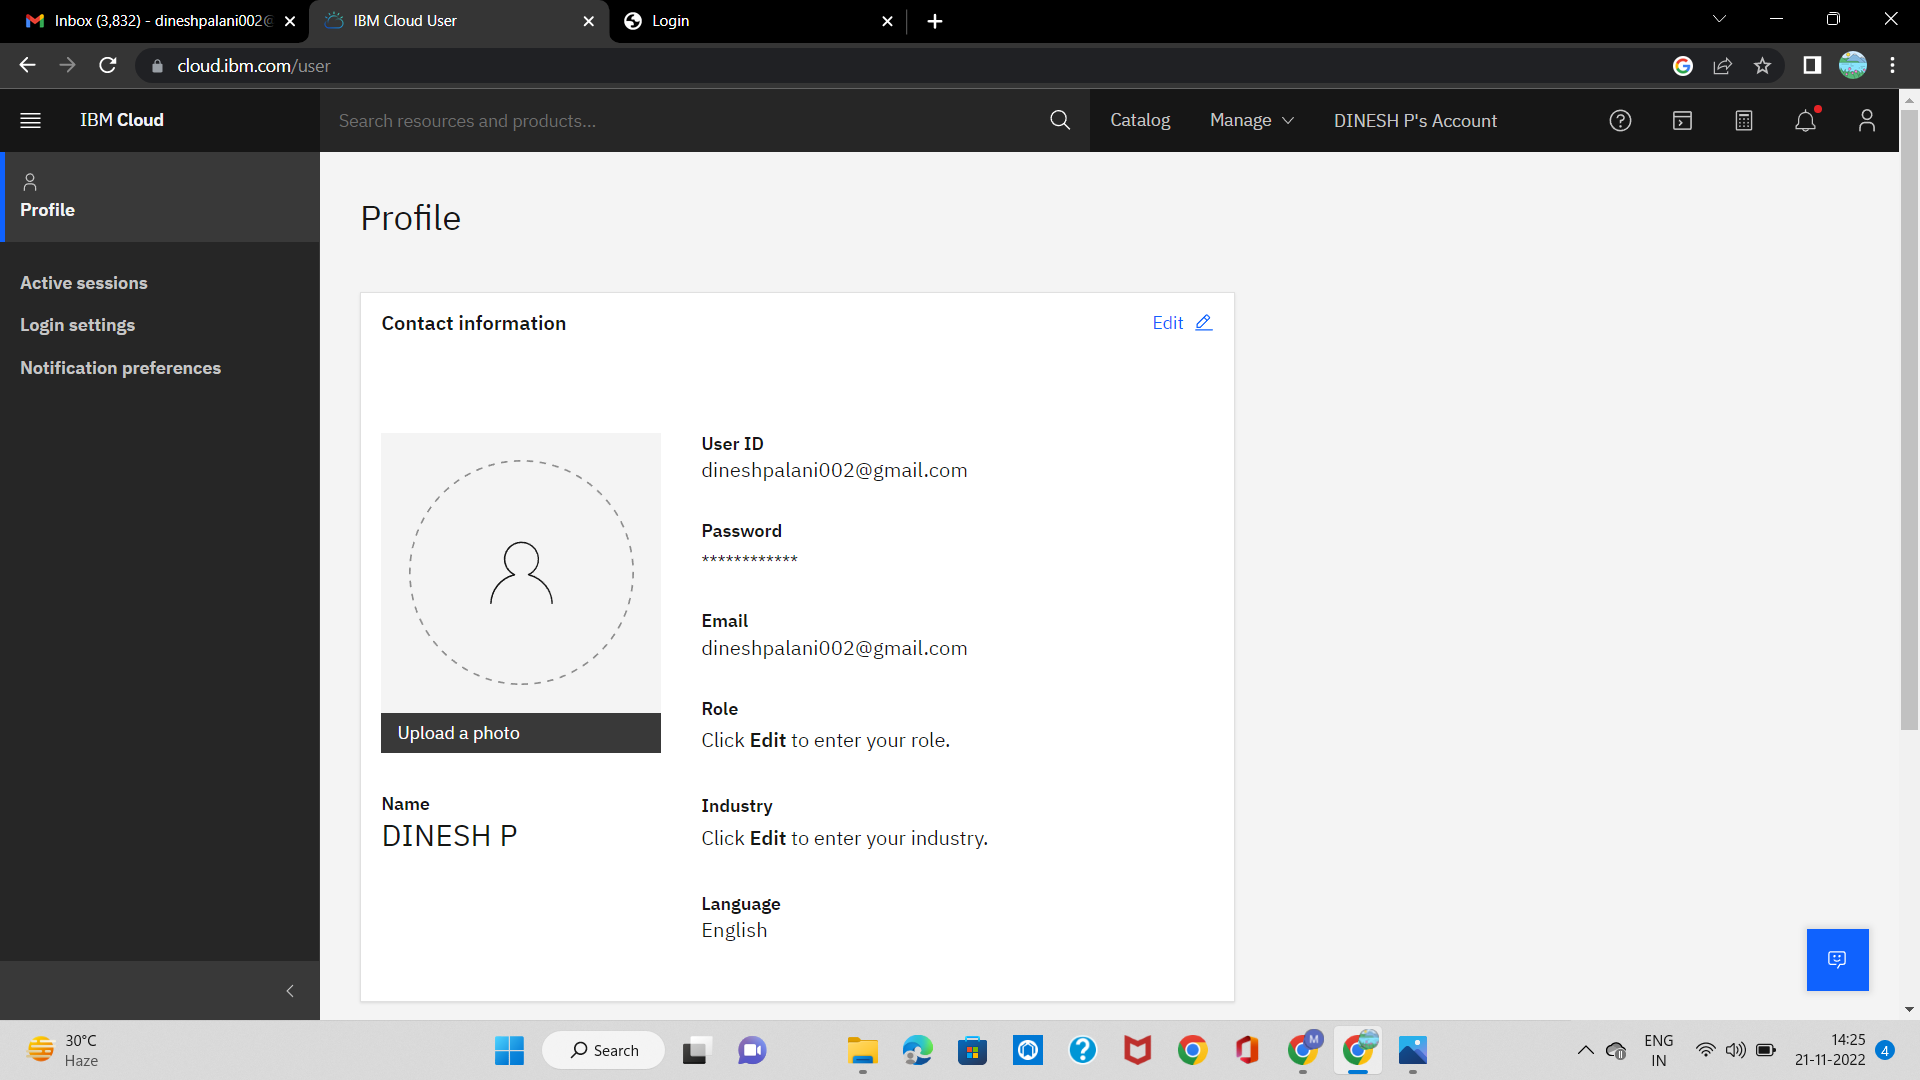 Inbox (3,832) - dineshpalani002@
IBM Cloud User
Login
cloud.ibm.com/user
IBM Cloud
Search resources and products...
Catalog
Manage
DINESH P's Account
Profile
Active sessions
Login settings
Notification preferences
Profile
Contact information
Edit
Upload a photo
Name
DINESH P
User ID
dineshpalani002@gmail.com
Password
************
Email
dineshpalani002@gmail.com
Role
Click Edit to enter your role.
Industry
Click Edit to enter your industry.
Language
English
30°C
Haze
Search
M
ENG
IN
14:25
21-11-2022
4